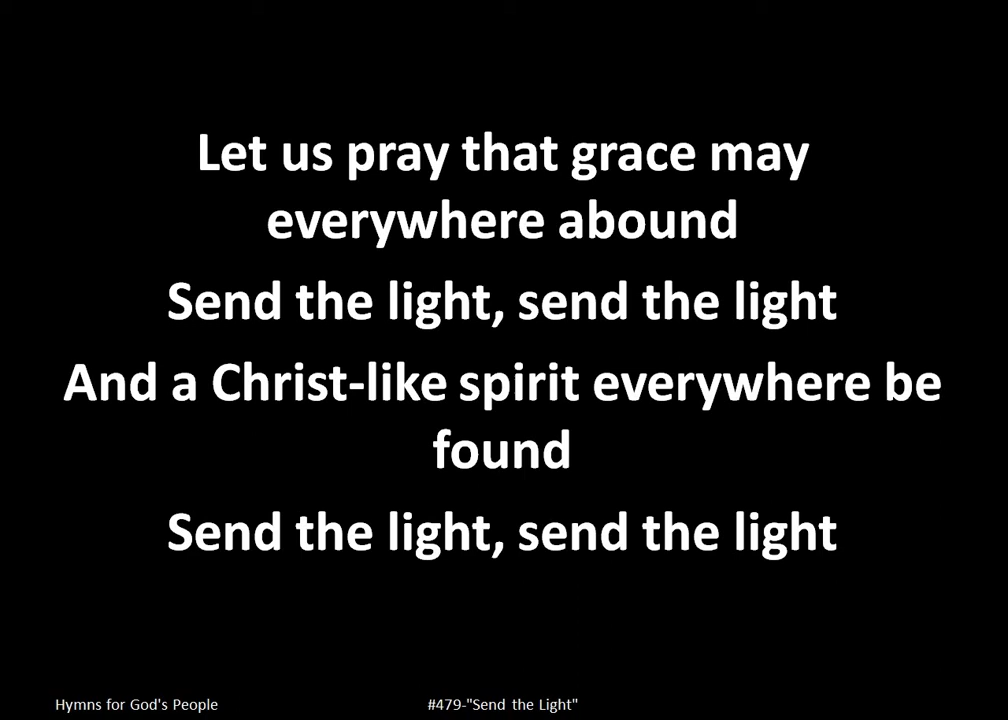 Let us pray that grace may
everywhere abound
Send the light, send the light
And a Christ-like spirit everywhere be
found
Send the light, send the light
Hymns for God's People
#479-"Send the Light"